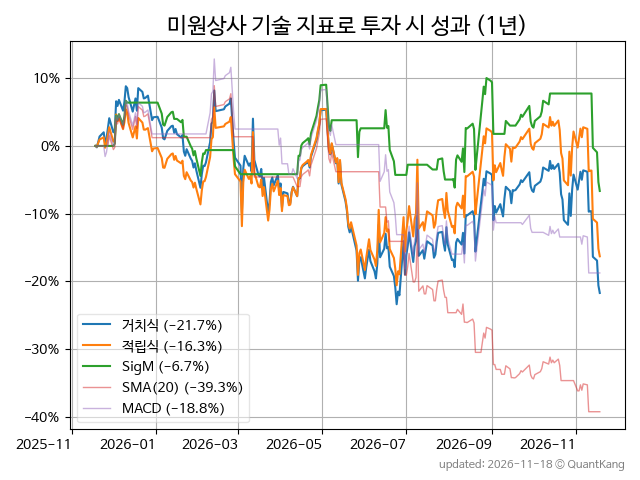 미원상사 기술 지표로 투자 시 성과 (1년)
10%
0%
−10%
−20%
−30%
−40%
거치식 (−21.7%)
적립식 (−16.3%)
SigM (−6.7%)
SMA(20) (−39.3%)
MACD (−18.8%)
2025−11 2026−01 2026−03 2026−05 2026−07 2026−09 2026−11
updated: 2026-11-18 © QuantKang